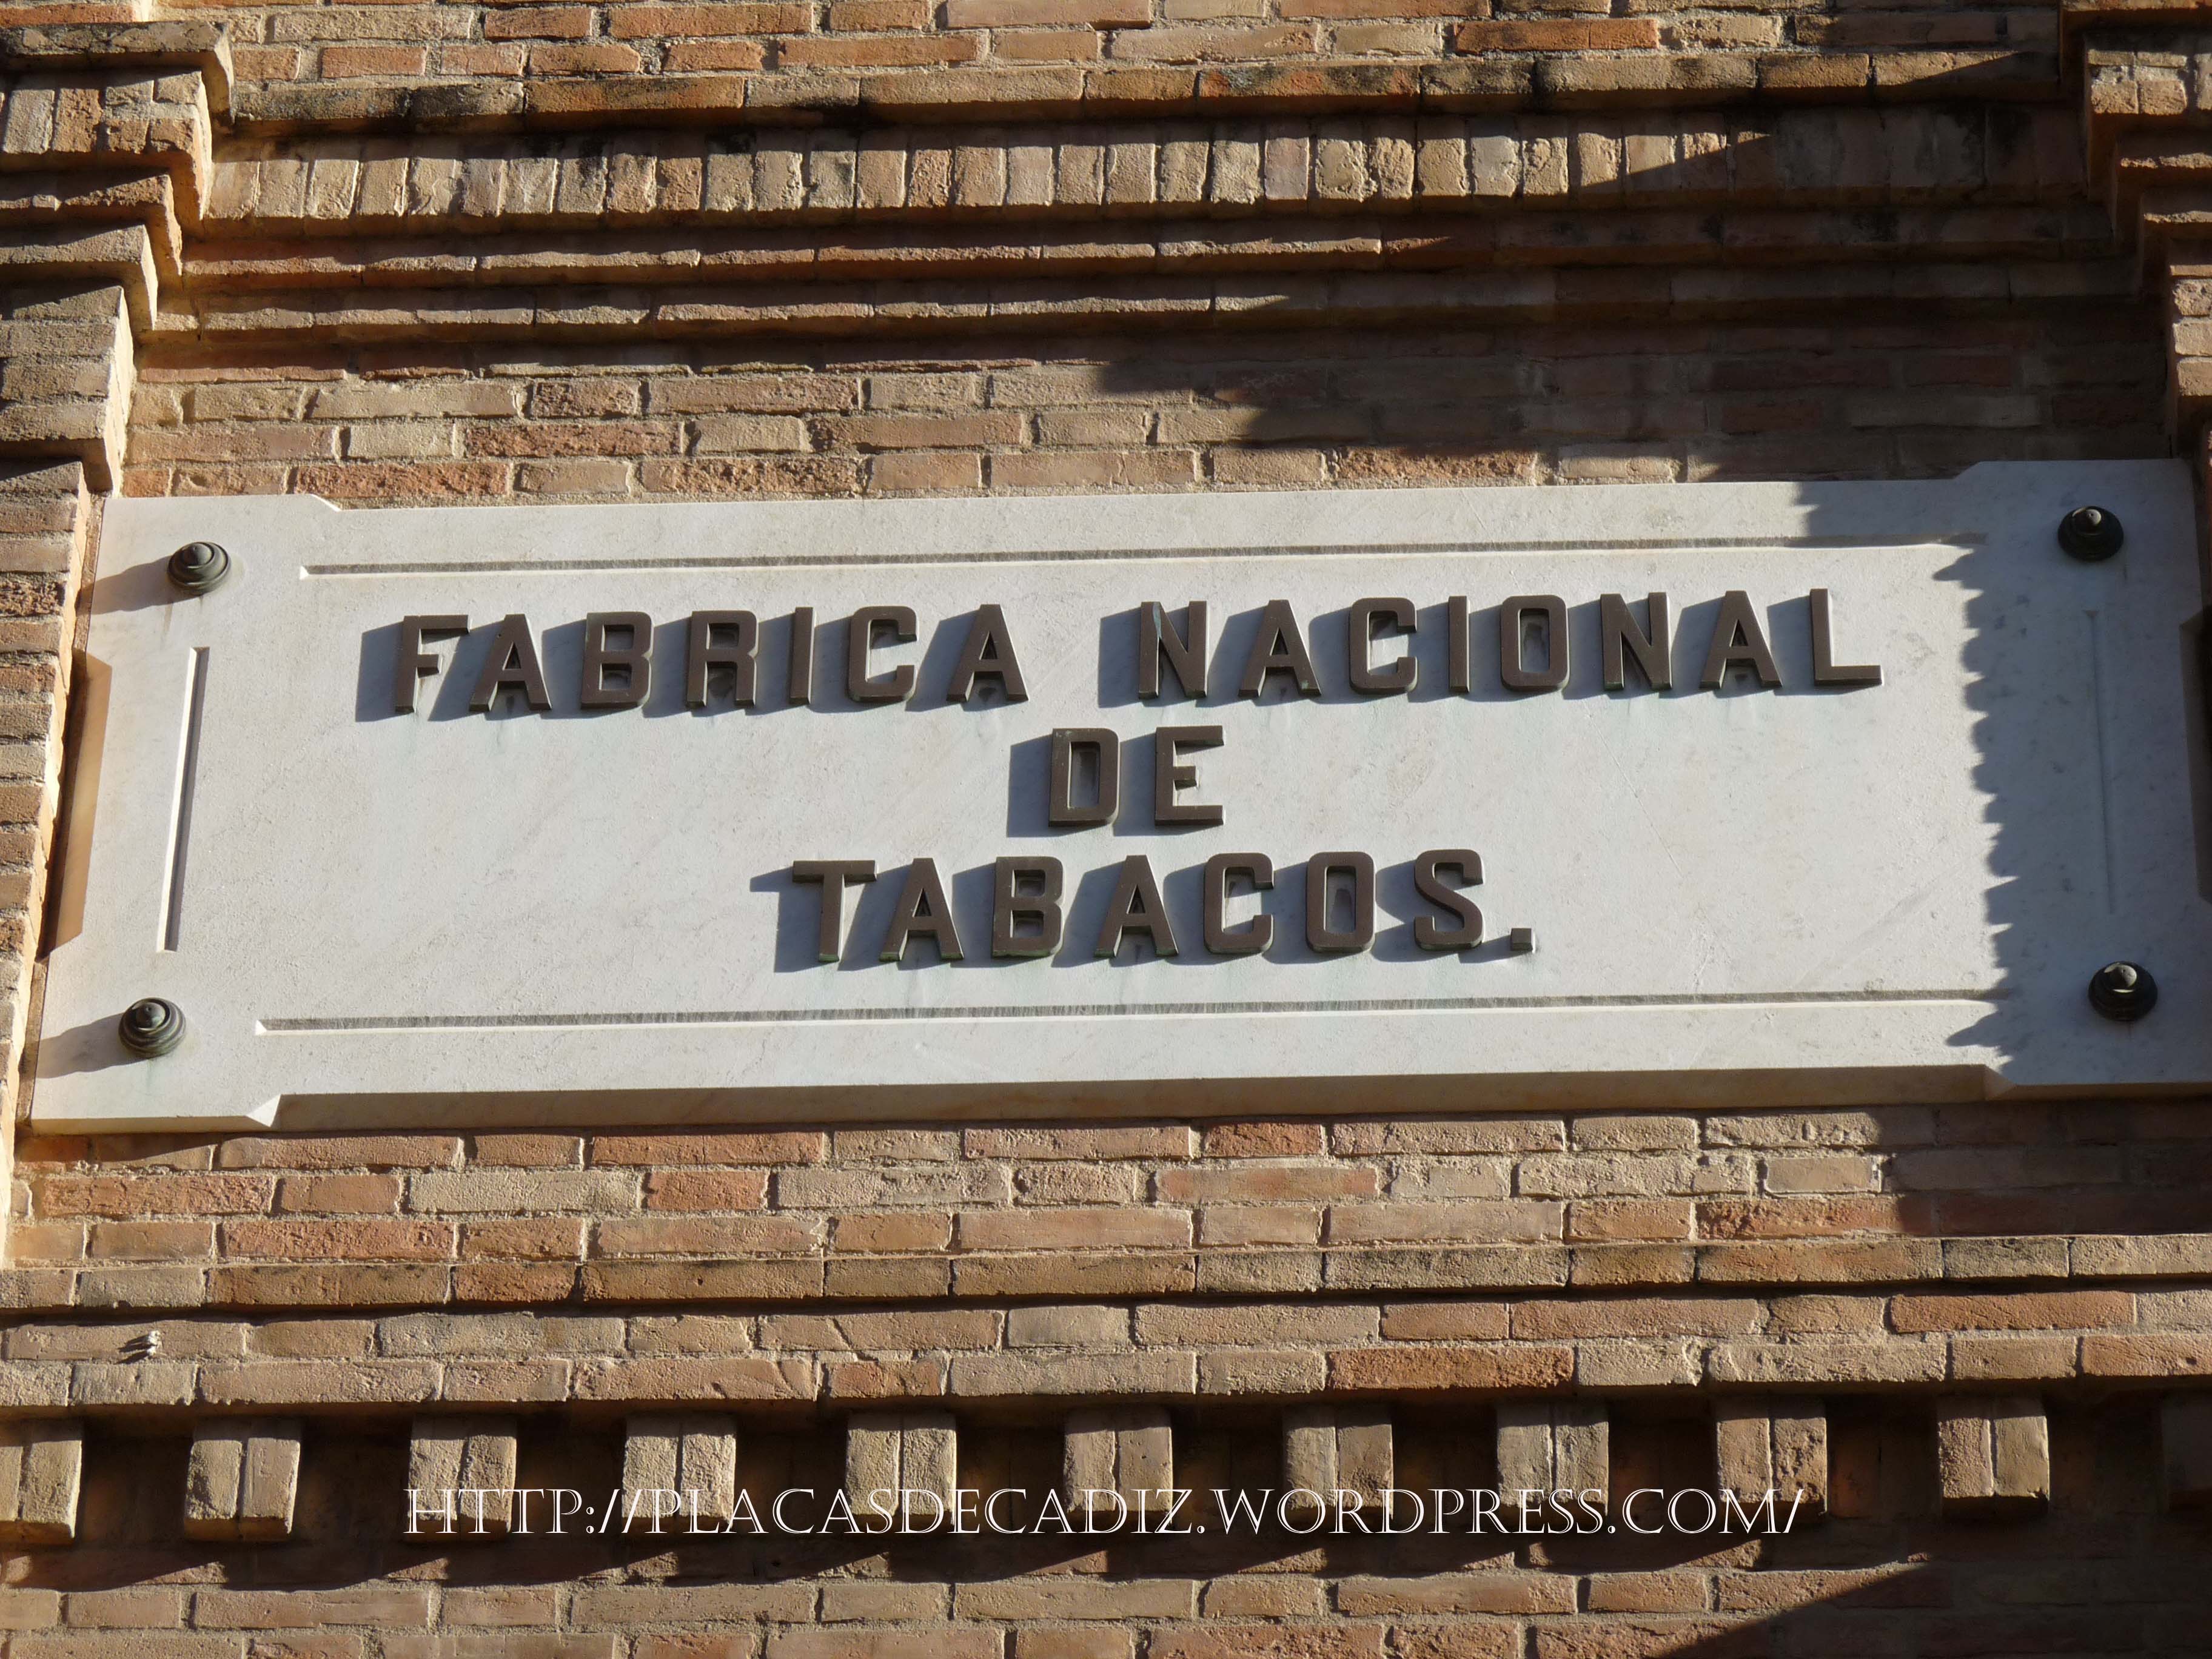 FABRICA NACIONAL
DE
TABACOS.
HTTP://PLACASDECADIZ.WORDPRESS.COM/